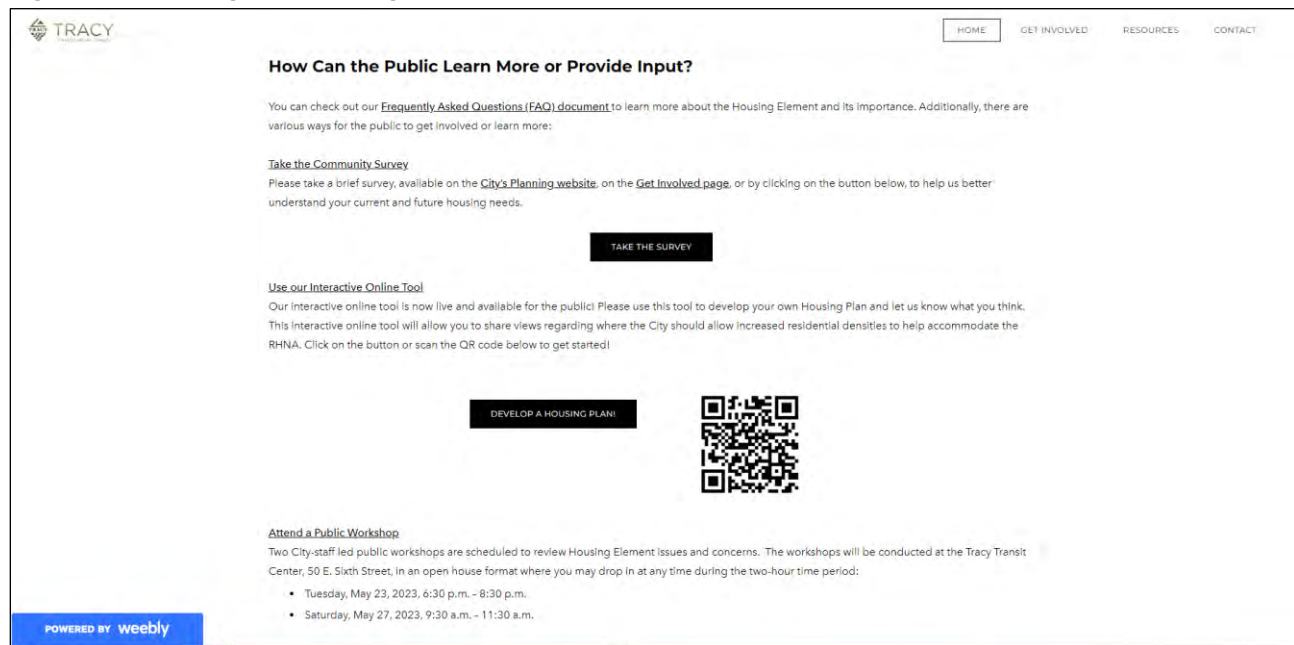 TRACY
HOME GET INVOLVED RESOURCES CONTACT
How Can the Public Learn More or Provide Input?
You can check out our Frequently Asked Questions (FAQ) document to learn more about the Housing Element and its importance. Additionally, there are
various ways for the public to get involved or learn more:
Take the Community Survey
Please take a brief survey, available on the City's Planning website, on the Get Involved page, or by clicking on the button below, to help us better
understand your current and future housing needs.
TAKE THE SURVEY
Use our Interactive Online Tool
Our interactive online tool is now live and available for the public! Please use this tool to develop your own Housing Plan and let us know what you think.
This interactive online tool will allow you to share views regarding where the City should allow increased residential densities to help accommodate the
RHNA. Click on the button or scan the QR code below to get started!
DEVELOP A HOUSING PLAN!
Attend a Public Workshop
Two City-staff led public workshops are scheduled to review Housing Element issues and concerns. The workshops will be conducted at the Tracy Transit
Center, 50 E. Sixth Street, in an open house format where you may drop in at any time during the two-hour time period:
• Tuesday, May 23, 2023, 6:30 p.m. - 8:30 p.m.
• Saturday, May 27, 2023, 9:30 a.m. - 11:30 a.m.
POWERED BY weebly